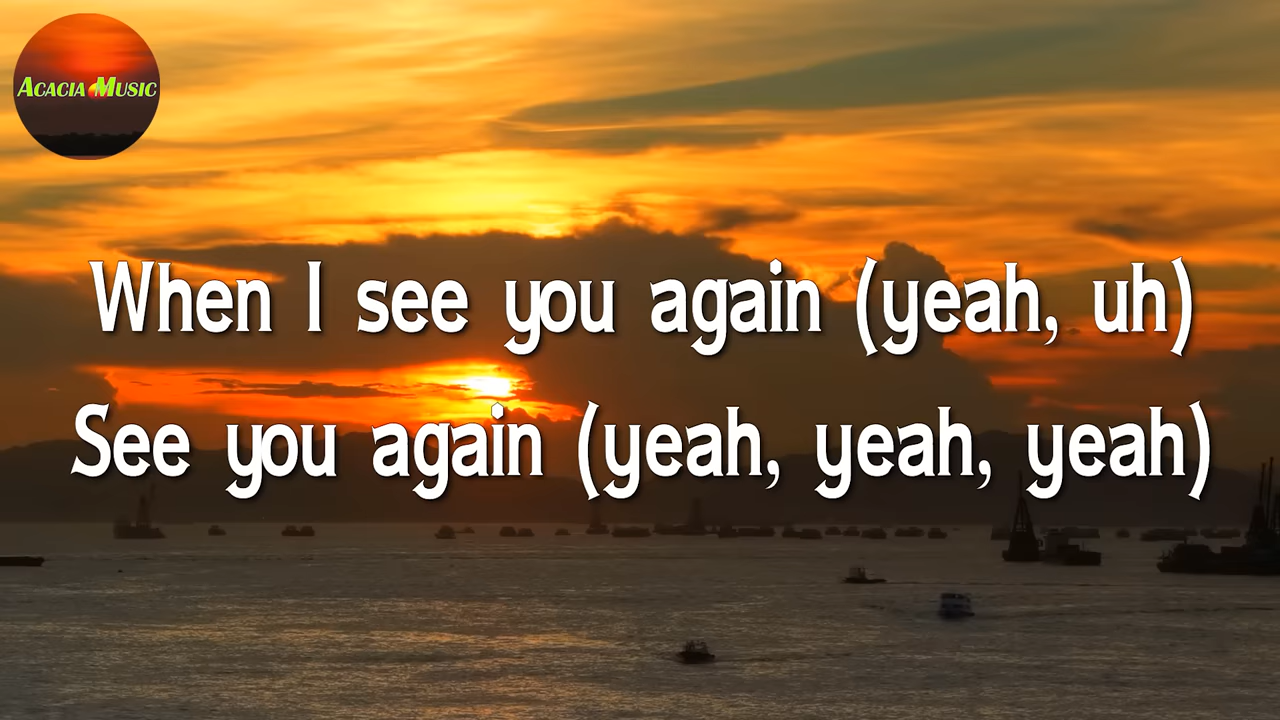 Acacia Music
When I see you again (yeah, uh)
See you again (yeah, yeah, yeah)